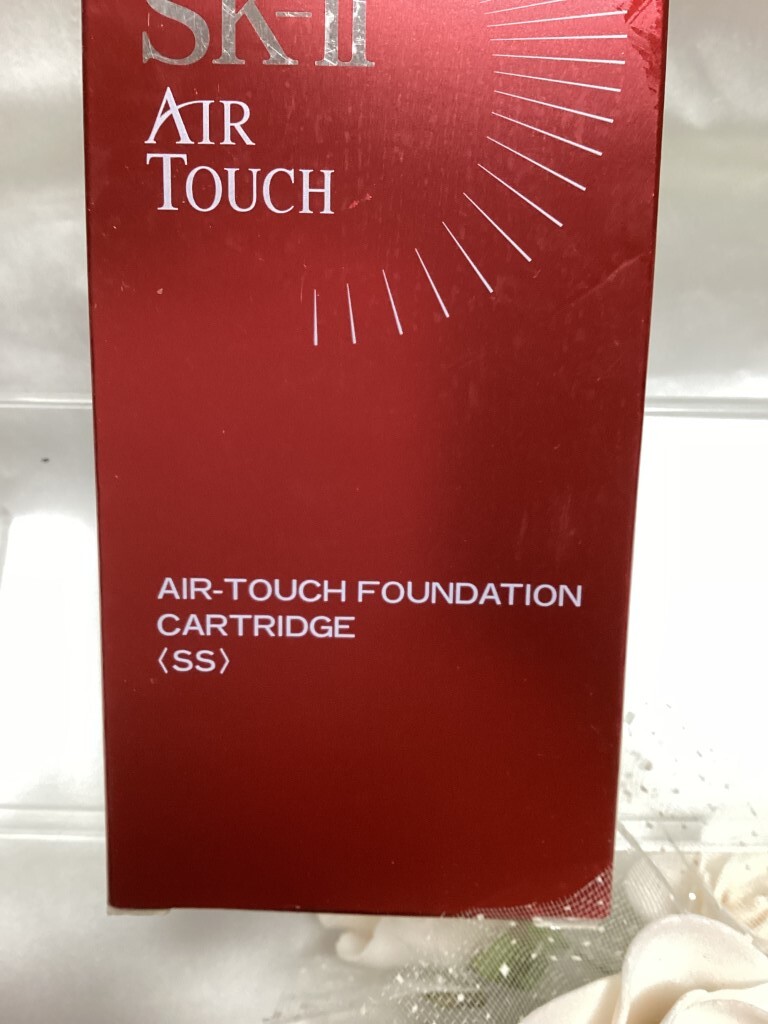 SK-II
AIR
TOUCH
AIR-TOUCH FOUNDATION
CARTRIDGE
〈SS〉